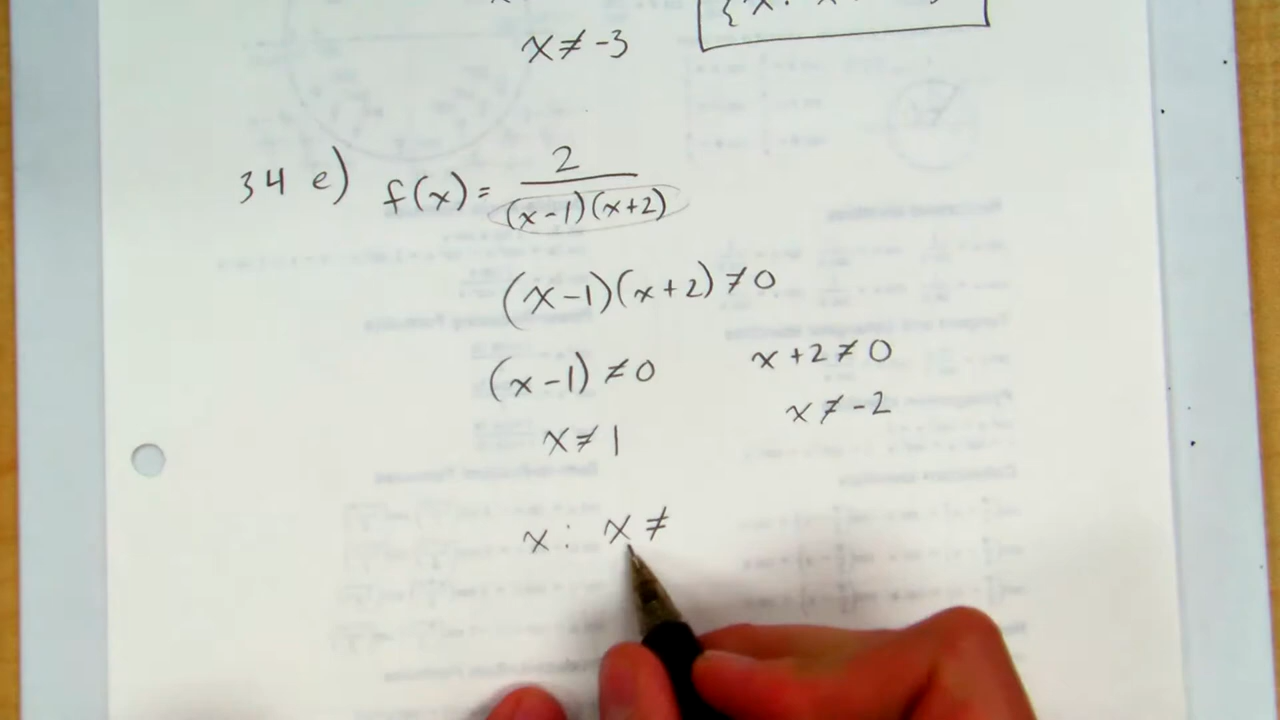 x ≠ -3
34 e) f(x) = 2 / (x-1)(x+2)
(x-1)(x+2) ≠ 0
(x-1) ≠ 0    x+2 ≠ 0
x ≠ 1    x ≠ -2
x : x ≠